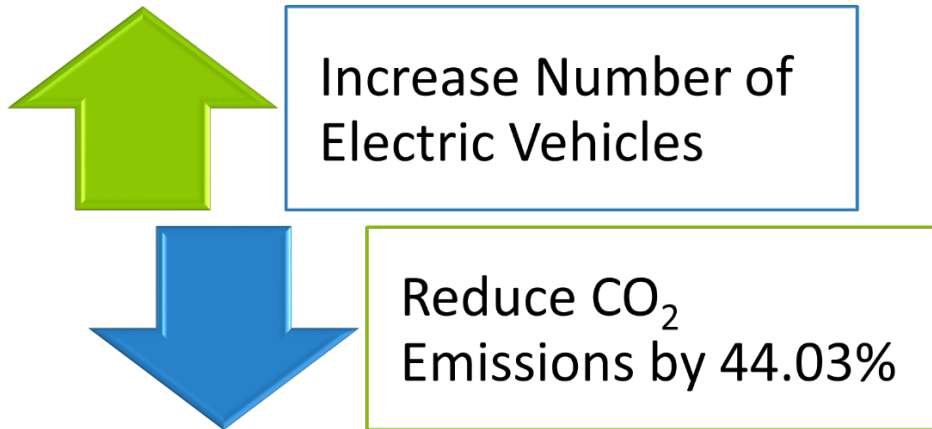 Increase Number of
Electric Vehicles
Reduce CO₂
Emissions by 44.03%